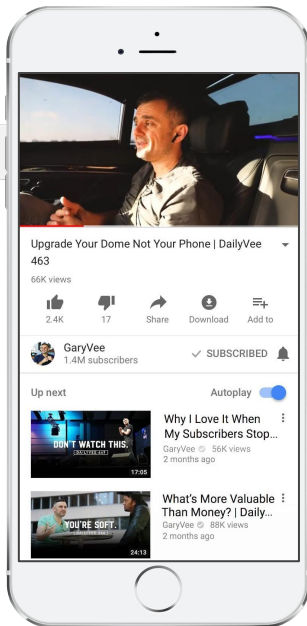 Upgrade Your Dome Not Your Phone | DailyVee
463
66K views
2.4K
17
Share
Download
Add to
GaryVee
1.4M subscribers
SUBSCRIBED
Up next
Autoplay
DON'T WATCH THIS.
DAILYVEE 447
17:05
Why I Love It When
My Subscribers Stop...
GaryVee
56K views
2 months ago
YOU'RE SOFT.
24:13
What's More Valuable
Than Money? | Daily...
GaryVee
88K views
2 months ago